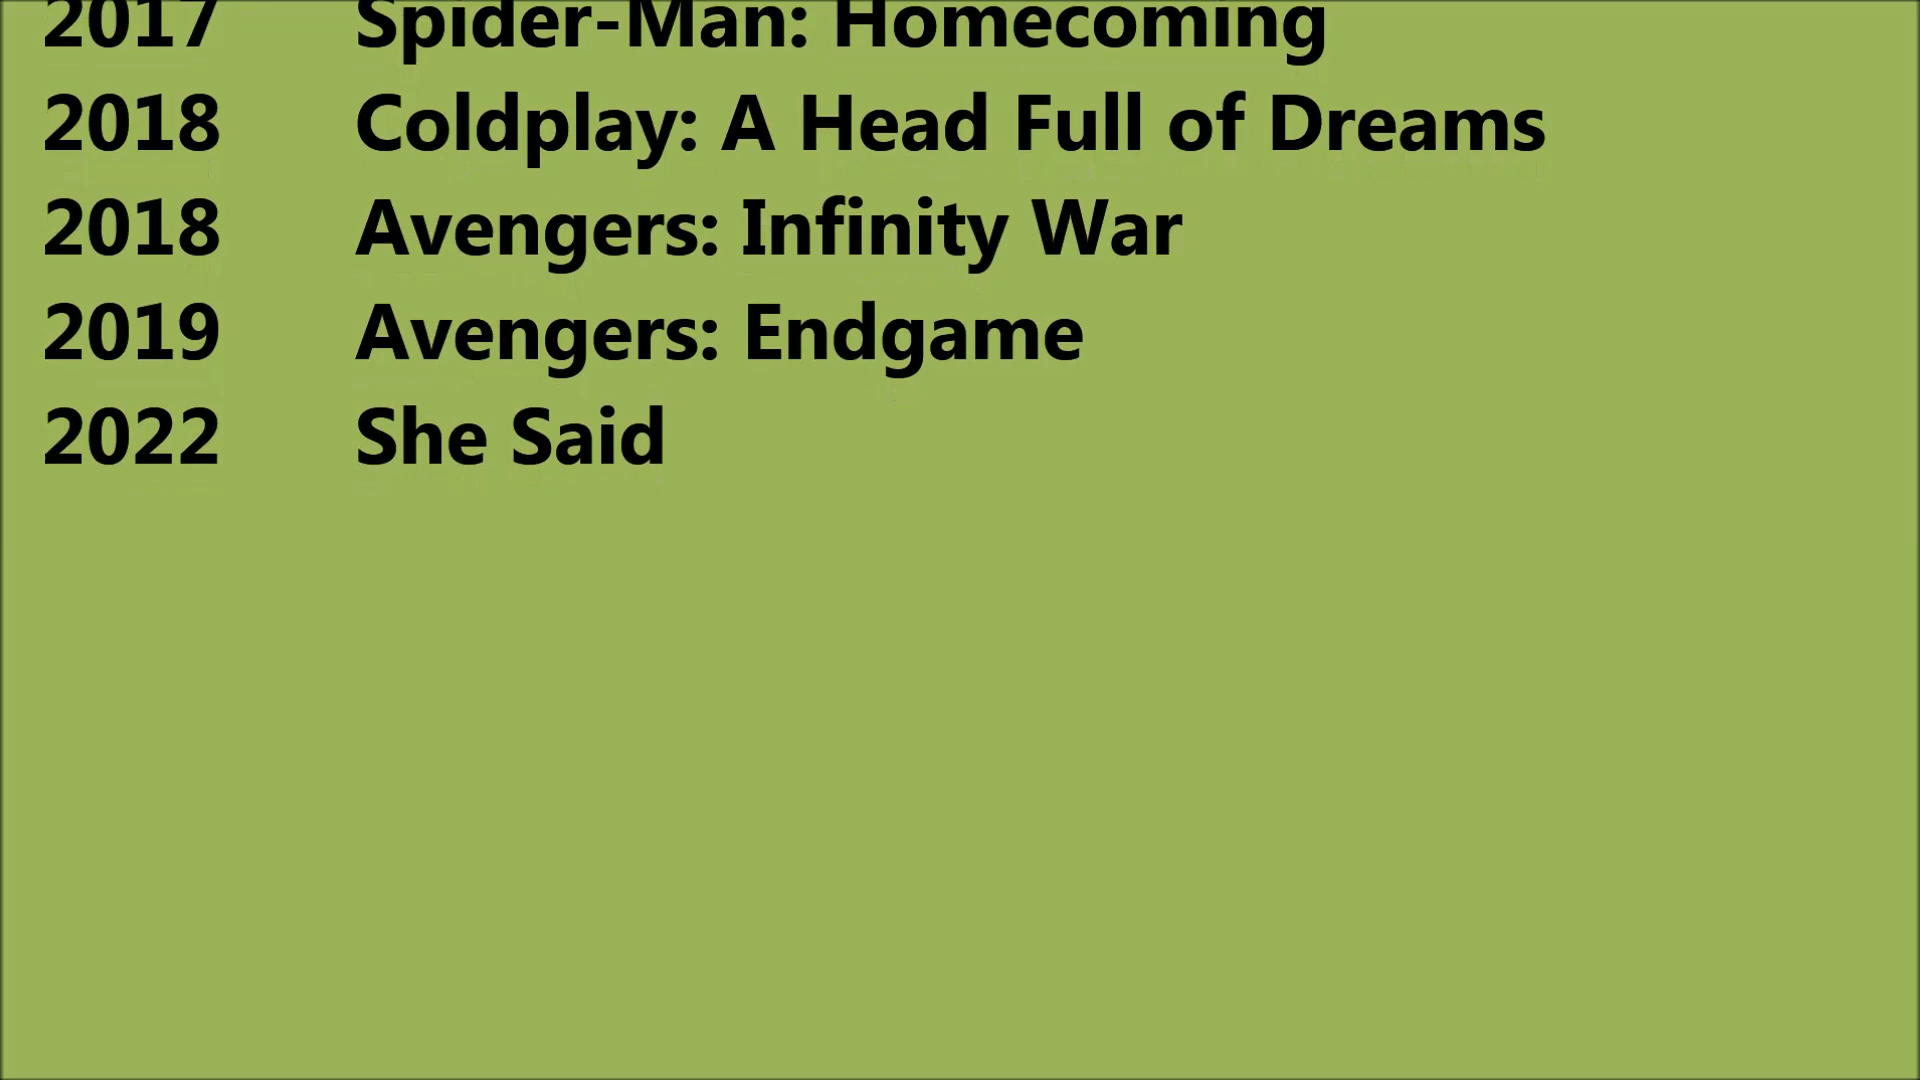 2017 Spider-Man: Homecoming
2018 Coldplay: A Head Full of Dreams
2018 Avengers: Infinity War
2019 Avengers: Endgame
2022 She Said